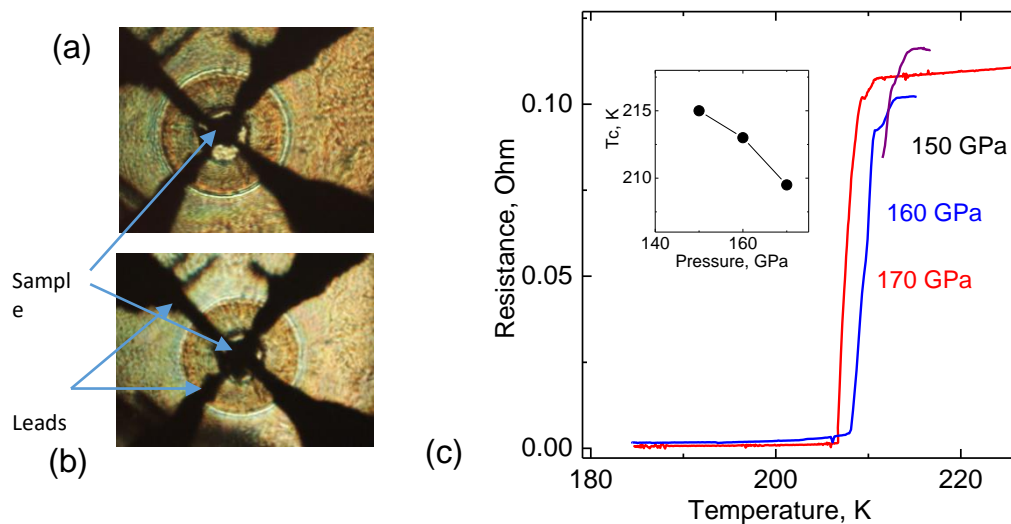 (a)
Sampl
e
Leads
(b)
(c)
Resistance, Ohm
0.10
0.05
0.00
180
200
220
Temperature, K
Tc, K
215
210
140
160
Pressure, GPa
150 GPa
160 GPa
170 GPa